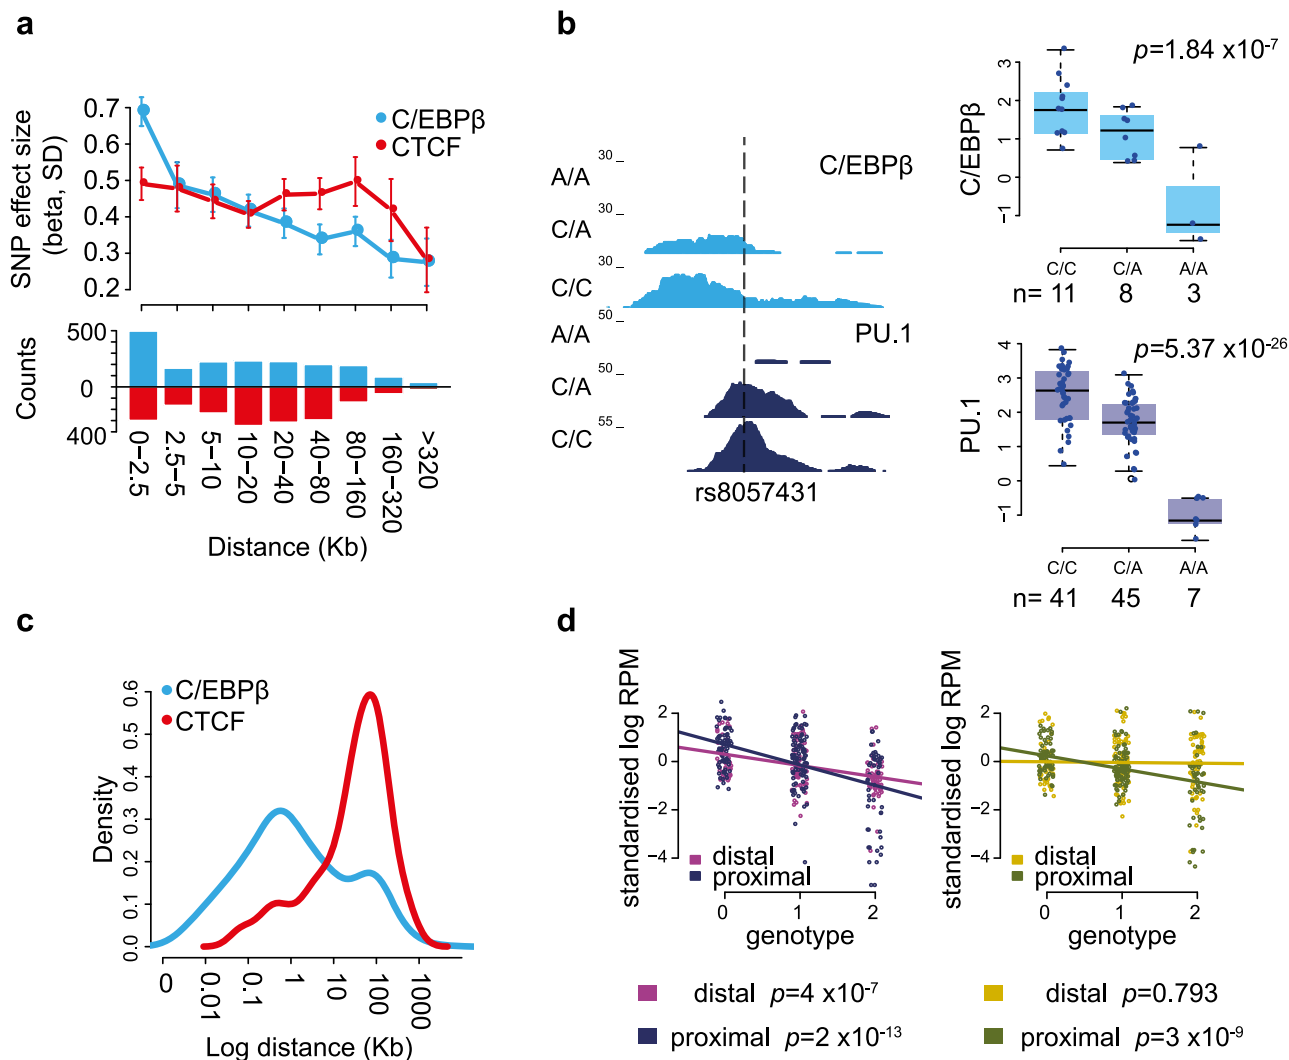 a
0.7
0.6
0.5
0.4
0.3
0.2
SNP effect size
(beta, SD)
C/EBPβ
CTCF
500
0
400
Counts
0−2.5
2.5−5
5−10
10−20
20−40
40−80
80−160
160−320
>320
Distance (Kb)
b
C/EBPβ
A/A
30
C/A
30
C/C
30
PU.1
A/A
50
C/A
50
C/C
55
rs8057431
p=1.84 x10-7
C/EBPβ
3
2
1
0
−1
C/C
C/A
A/A
n= 11
8
3
p=5.37 x10-26
PU.1
4
3
2
1
0
−1
C/C
C/A
A/A
n= 41
45
7
c
C/EBPβ
CTCF
Density
0.6
0.5
0.4
0.3
0.2
0.1
0.0
0
0.01
0.1
1
10
100
1000
Log distance (Kb)
d
standardised log RPM
2
0
−2
−4
distal
proximal
0
1
2
genotype
distal p=4 x10-7
proximal p=2 x10-13
standardised log RPM
2
0
−2
−4
distal
proximal
0
1
2
genotype
distal p=0.793
proximal p=3 x10-9